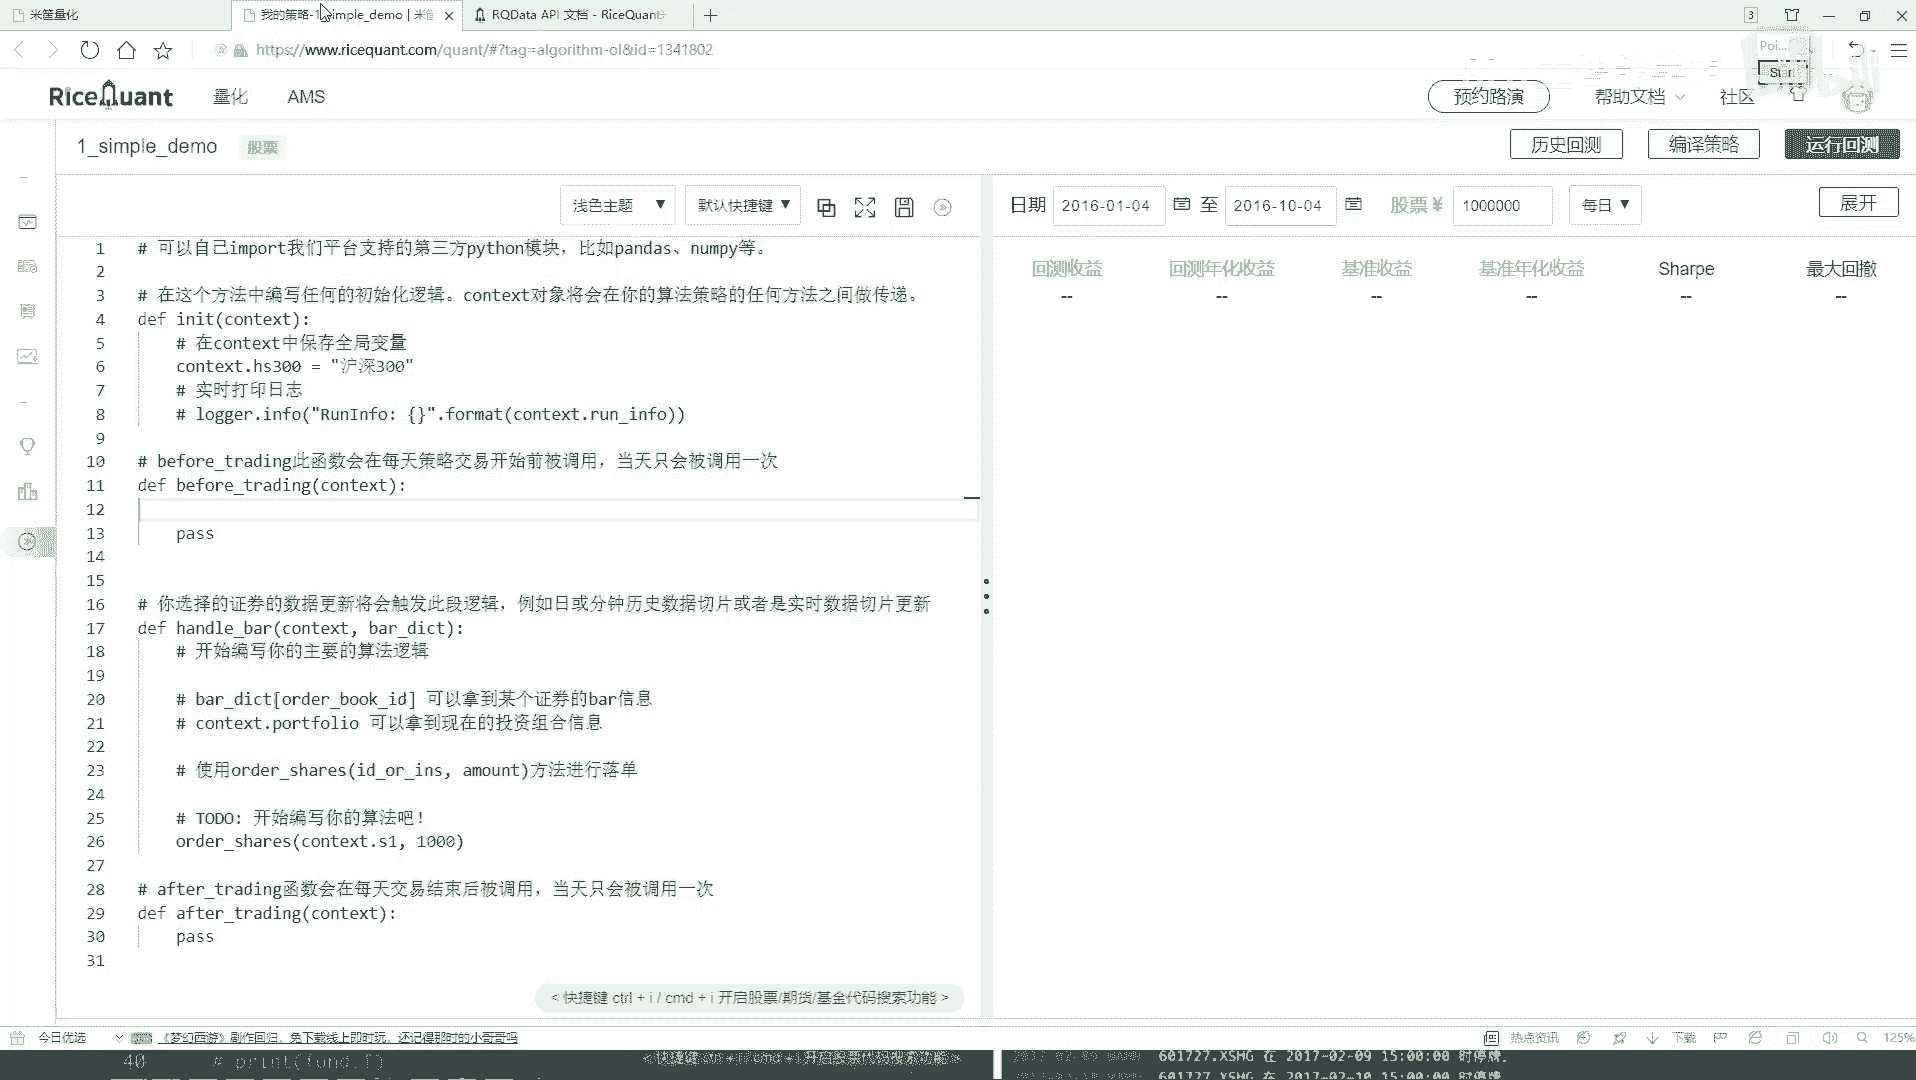 米筐量化
我的策略-1_simple_demo | 米筐
RQData API 文档 - RiceQuant
3
https://www.ricequant.com/quant/#?tag=algorithm-ol&id=1341802
Poi...
Start
RiceQuant
量化
AMS
预约路演
帮助文档
社区
1_simple_demo
股票
历史回测
编译策略
运行回测
浅色主题
默认快捷键
日期
2016-01-04
至
2016-10-04
股票 ¥
1000000
每日
展开
回测收益
回测年化收益
基准收益
基准年化收益
Sharpe
最大回撤
--
--
--
--
--
--
1 # 可以自己import我们平台支持的第三方python模块，比如pandas、numpy等。
2
3 # 在这个方法中编写任何的初始化逻辑。context对象将会在你的算法策略的任何方法之间做传递。
4 def init(context):
5     # 在context中保存全局变量
6     context.hs300 = "沪深300"
7     # 实时打印日志
8     # logger.info("RunInfo: {}".format(context.run_info))
9
10 # before_trading此函数会在每天策略交易开始前被调用，当天只会被调用一次
11 def before_trading(context):
12
13     pass
14
15
16 # 你选择的证券的数据更新将会触发此段逻辑，例如日或分钟历史数据切片或者是实时数据切片更新
17 def handle_bar(context, bar_dict):
18     # 开始编写你的主要的算法逻辑
19
20     # bar_dict[order_book_id] 可以拿到某个证券的bar信息
21     # context.portfolio 可以拿到现在的投资组合信息
22
23     # 使用order_shares(id_or_ins, amount)方法进行落单
24
25     # TODO: 开始编写你的算法吧！
26     order_shares(context.s1, 1000)
27
28 # after_trading函数会在每天交易结束后被调用，当天只会被调用一次
29 def after_trading(context):
30     pass
31
< 快捷键 ctrl + i / cmd + i 开启股票/期货/基金代码搜索功能 >
今日优选
《梦幻西游》剧作回归，免下载线上即时玩，还记得那时的小哥哥吗
热点资讯
下载
125%
40 # print(fund.T)
601727.XSHG 在 2017-02-09 15:00:00 时停牌。
601727.XSHG 在 2017-02-10 15:00:00 时停牌。